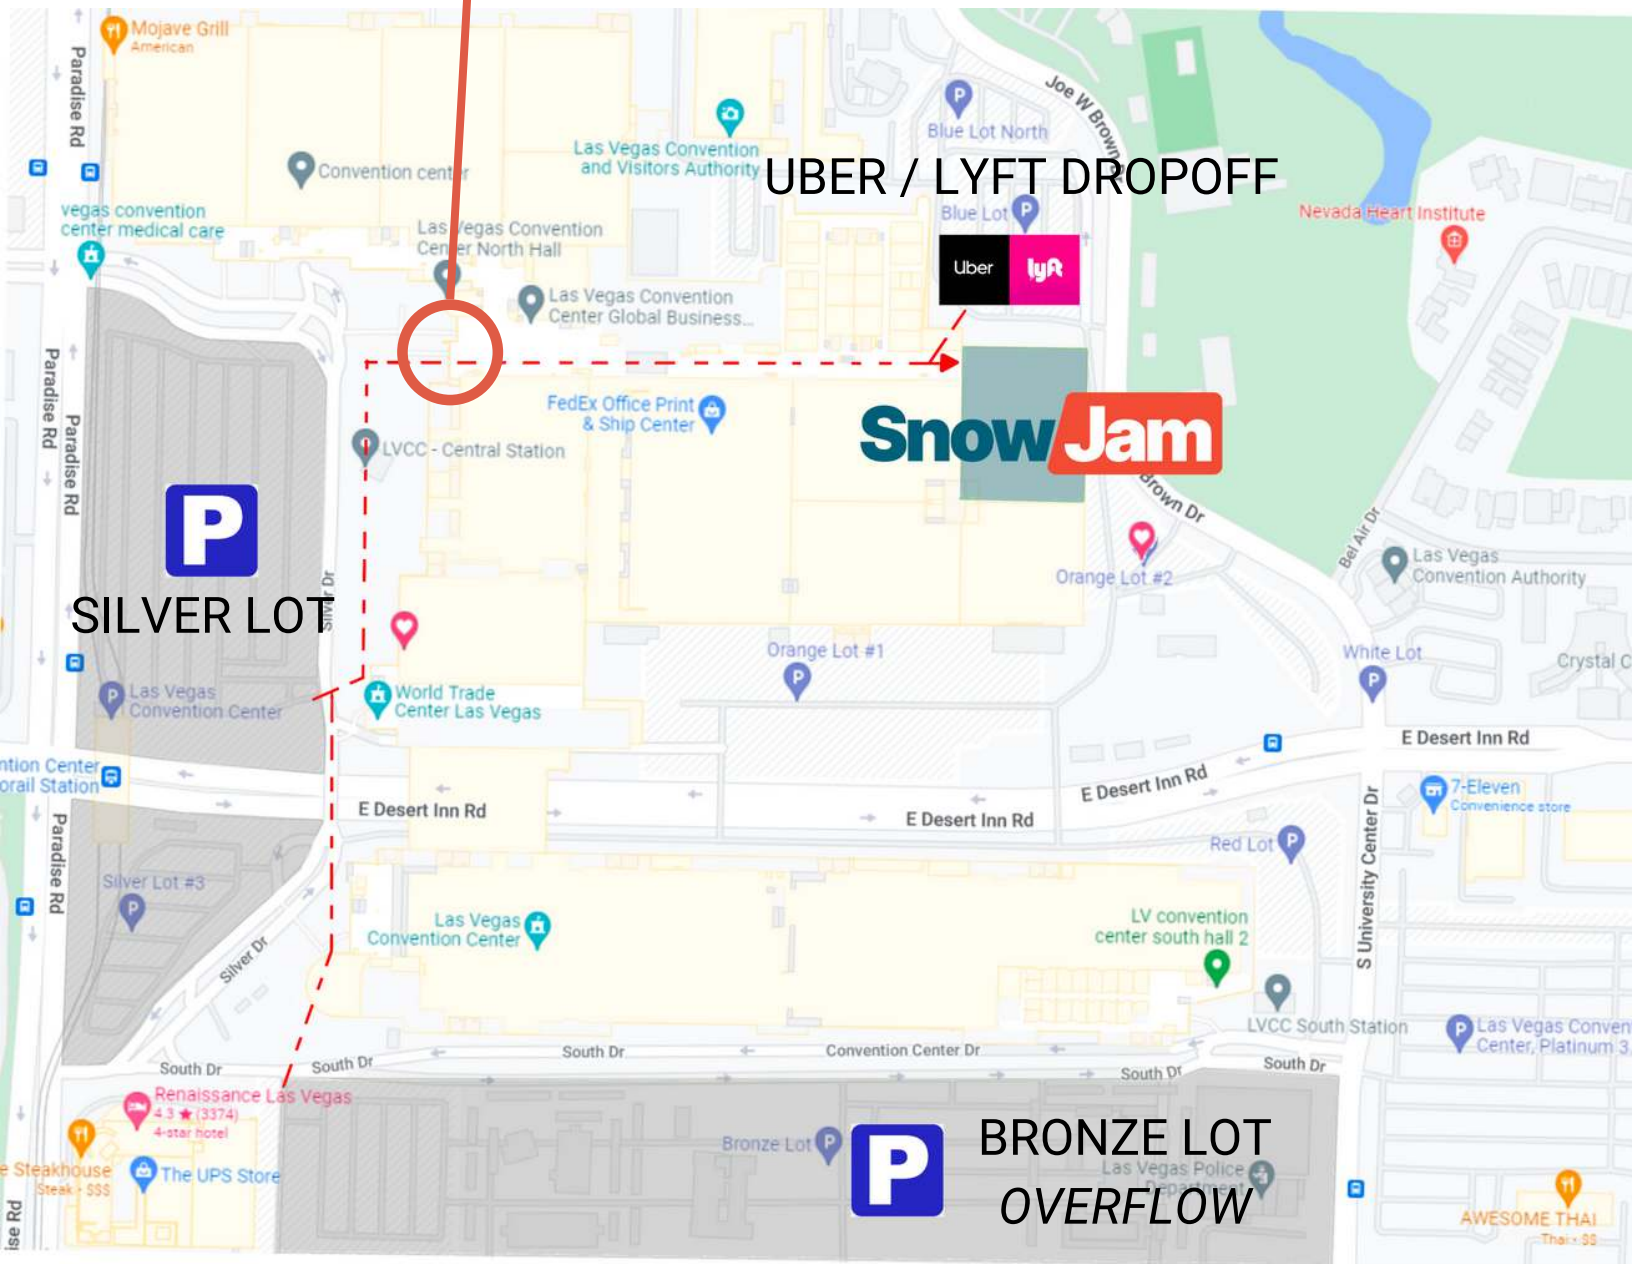 Mojave Grill
American
Paradise Rd
Joe W Brown Dr
Blue Lot North
Las Vegas Convention
and Visitors Authority
Convention center
UBER / LYFT DROPOFF
vegas convention
center medical care
Blue Lot
Nevada Heart Institute
Las Vegas Convention
Center North Hall
Uber
lyft
Las Vegas Convention
Center Global Business...
Paradise Rd
Paradise Rd
FedEx Office Print
& Ship Center
SnowJam
LVCC - Central Station
Brown Dr
Bel Air Dr
P
Las Vegas
Convention Authority
Orange Lot #2
SILVER LOT
Silver Dr
Orange Lot #1
White Lot
Crystal C
Las Vegas
Convention Center
World Trade
Center Las Vegas
E Desert Inn Rd
ntion Center
orail Station
E Desert Inn Rd
7-Eleven
Convenience store
E Desert Inn Rd
E Desert Inn Rd
Paradise Rd
Red Lot
S University Center Dr
Silver Lot #3
Las Vegas
Convention Center
LV convention
center south hall 2
Silver Dr
LVCC South Station
Las Vegas Conven
Center, Platinum 3
South Dr
Convention Center Dr
South Dr
South Dr
South Dr
South Dr
Renaissance Las Vegas
4.3 ★ (3374)
4-star hotel
Bronze Lot
P
BRONZE LOT
Las Vegas Police
Department
OVERFLOW
e Steakhouse
Steak · $$$
The UPS Store
ise Rd
AWESOME THAI
Thai · $$